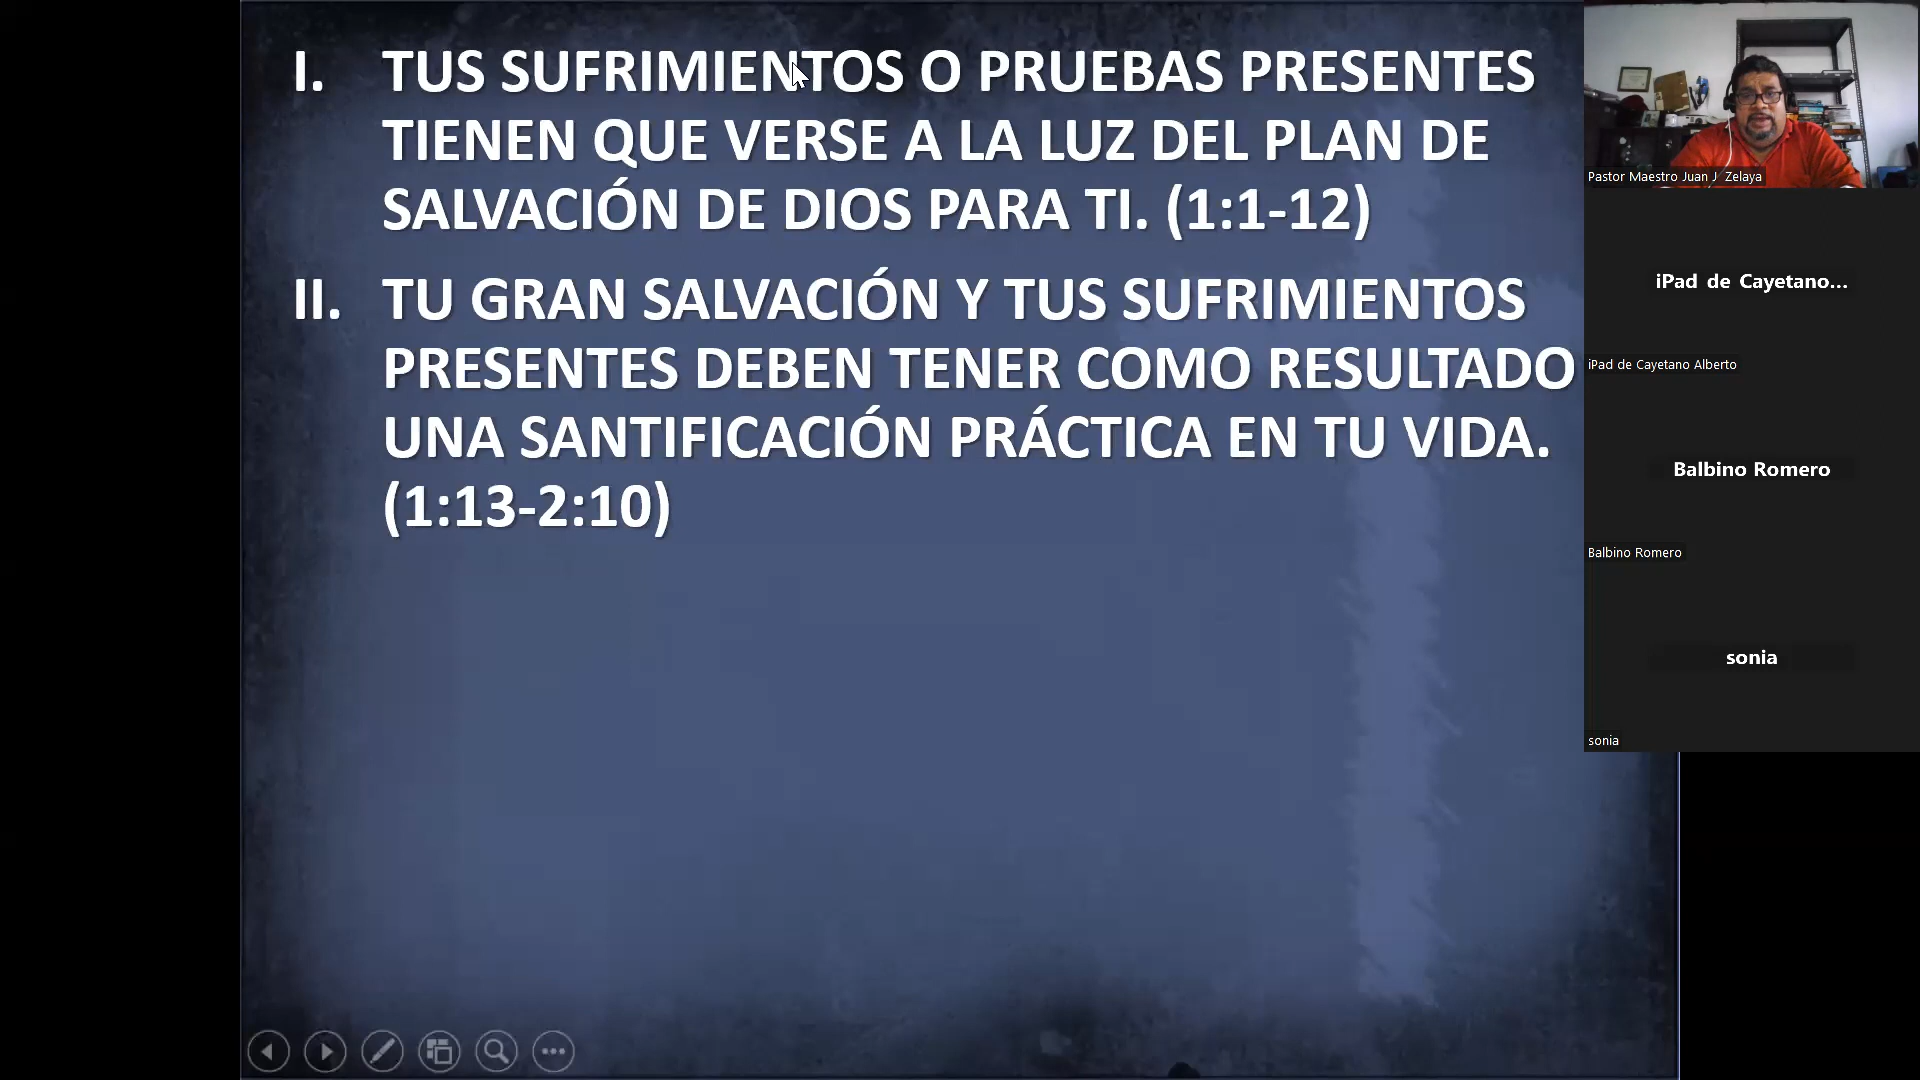 I. TUS SUFRIMIENTOS O PRUEBAS PRESENTES
TIENEN QUE VERSE A LA LUZ DEL PLAN DE
SALVACIÓN DE DIOS PARA TI. (1:1-12)
II. TU GRAN SALVACIÓN Y TUS SUFRIMIENTOS
PRESENTES DEBEN TENER COMO RESULTADO
UNA SANTIFICACIÓN PRÁCTICA EN TU VIDA.
(1:13-2:10)
Pastor Maestro Juan J Zelaya
iPad de Cayetano...
iPad de Cayetano Alberto
Balbino Romero
Balbino Romero
sonia
sonia